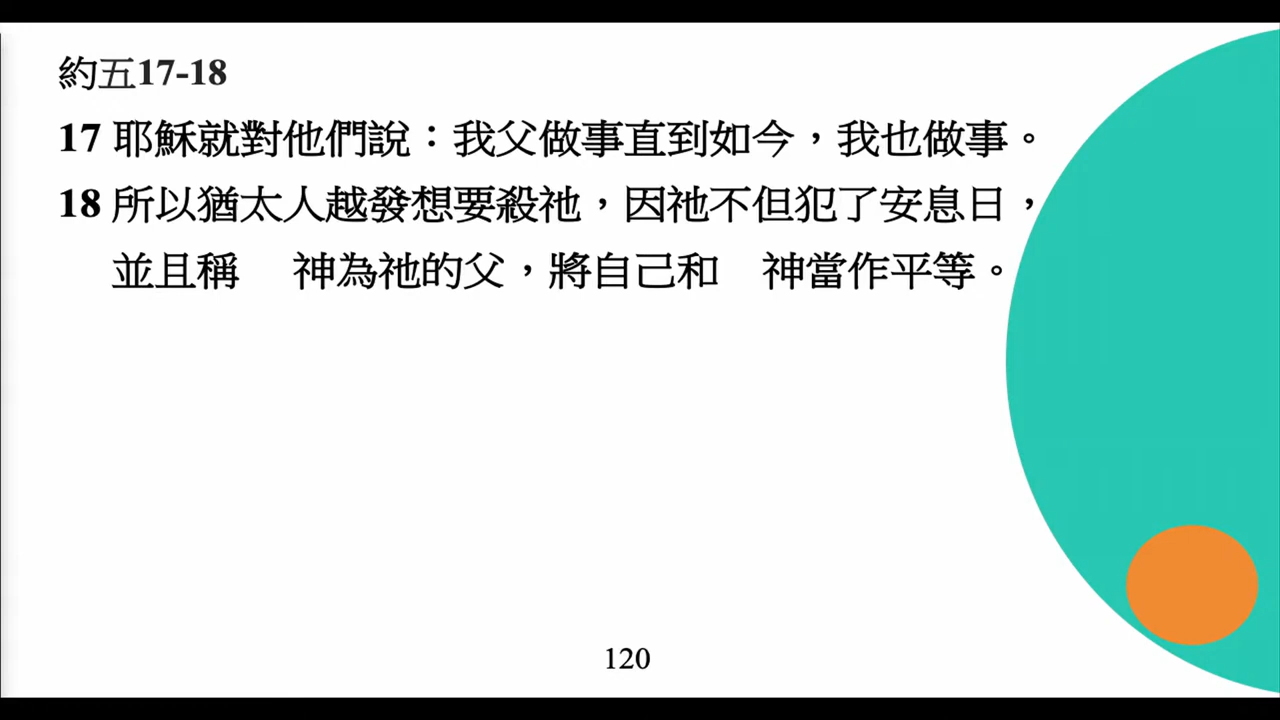 約五17-18
17 耶穌就對他們說：我父做事直到如今，我也做事。
18 所以猶太人越發想要殺祂，因祂不但犯了安息日，
並且稱　神為祂的父，將自己和　神當作平等。
120